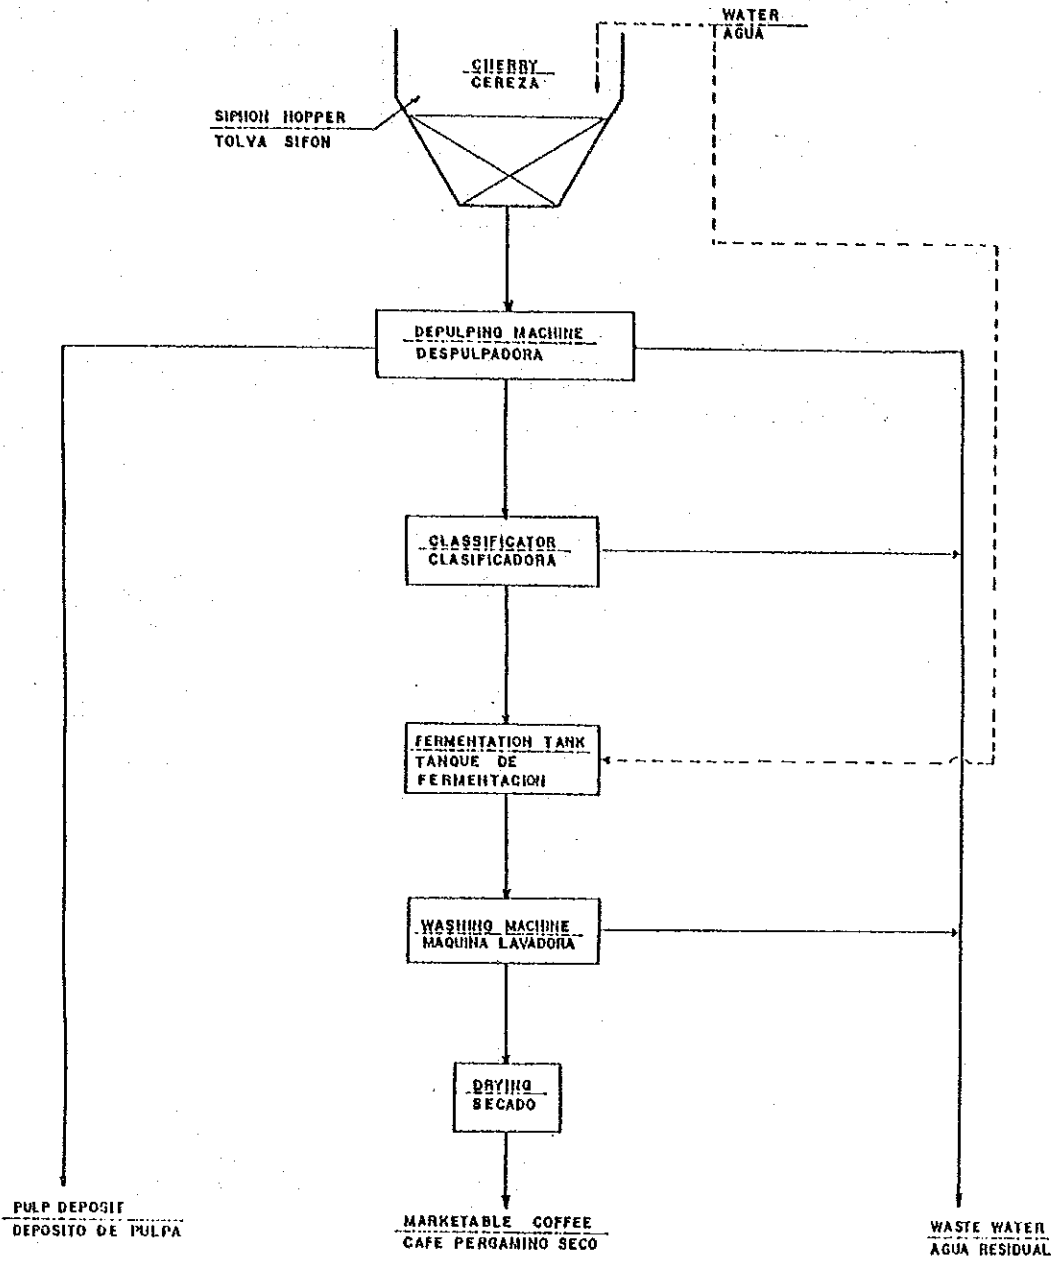 WATER
AGUA
CHERRY
CEREZA
SIPHON HOPPER
TOLVA SIFON
DEPULPING MACHINE
DESPULPADORA
CLASSIFICATOR
CLASIFICADORA
FERMENTATION TANK
TANQUE DE
FERMENTACION
WASHING MACHINE
MAQUINA LAVADORA
DRYING
SECADO
PULP DEPOSIT
DEPOSITO DE PULPA
MARKETABLE COFFEE
CAFE PERGAMINO SECO
WASTE WATER
AGUA RESIDUAL